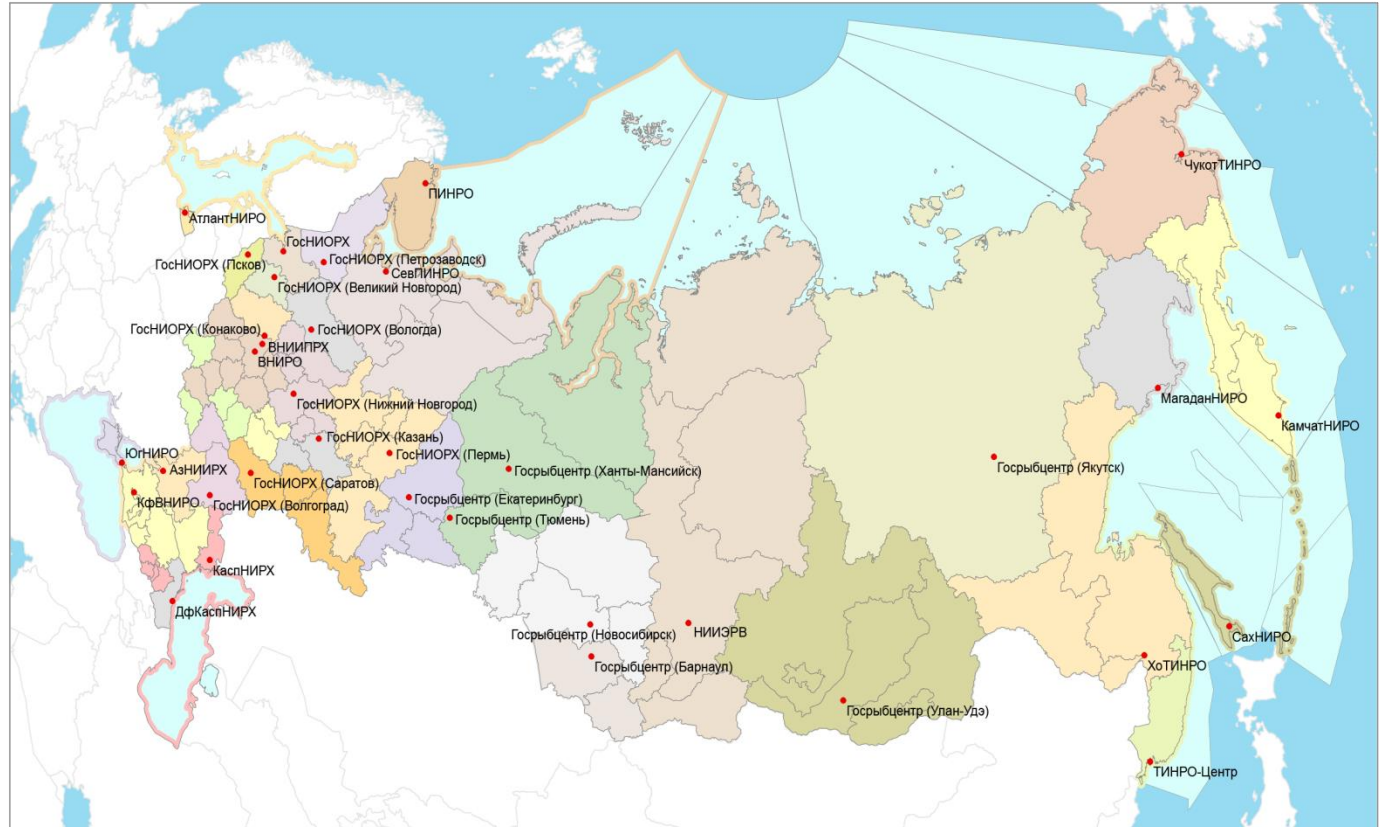 ЧукотТИНРО
ПИНРО
АтлантНИРО
ГосНИОРХ
ГосНИОРХ (Псков)
ГосНИОРХ (Петрозаводск)
СевПИНРО
ГосНИОРХ (Великий Новгород)
ГосНИОРХ (Конаково)
ГосНИОРХ (Вологда)
ВНИИПРХ
ВНИРО
МагаданНИРО
ГосНИОРХ (Нижний Новгород)
КамчатНИРО
ГосНИОРХ (Казань)
ГосНИОРХ (Пермь)
ЮгНИРО
АзНИИРХ
Госрыбцентр (Ханты-Мансийск)
Госрыбцентр (Якутск)
ГосНИОРХ (Саратов)
КфВНИРО
ГосНИОРХ (Волгоград)
Госрыбцентр (Екатеринбург)
Госрыбцентр (Тюмень)
КаспНИРХ
ДфКаспНИРХ
Госрыбцентр (Новосибирск)
НИИЭРВ
СахНИРО
Госрыбцентр (Барнаул)
ХоТИНРО
Госрыбцентр (Улан-Удэ)
ТИНРО-Центр